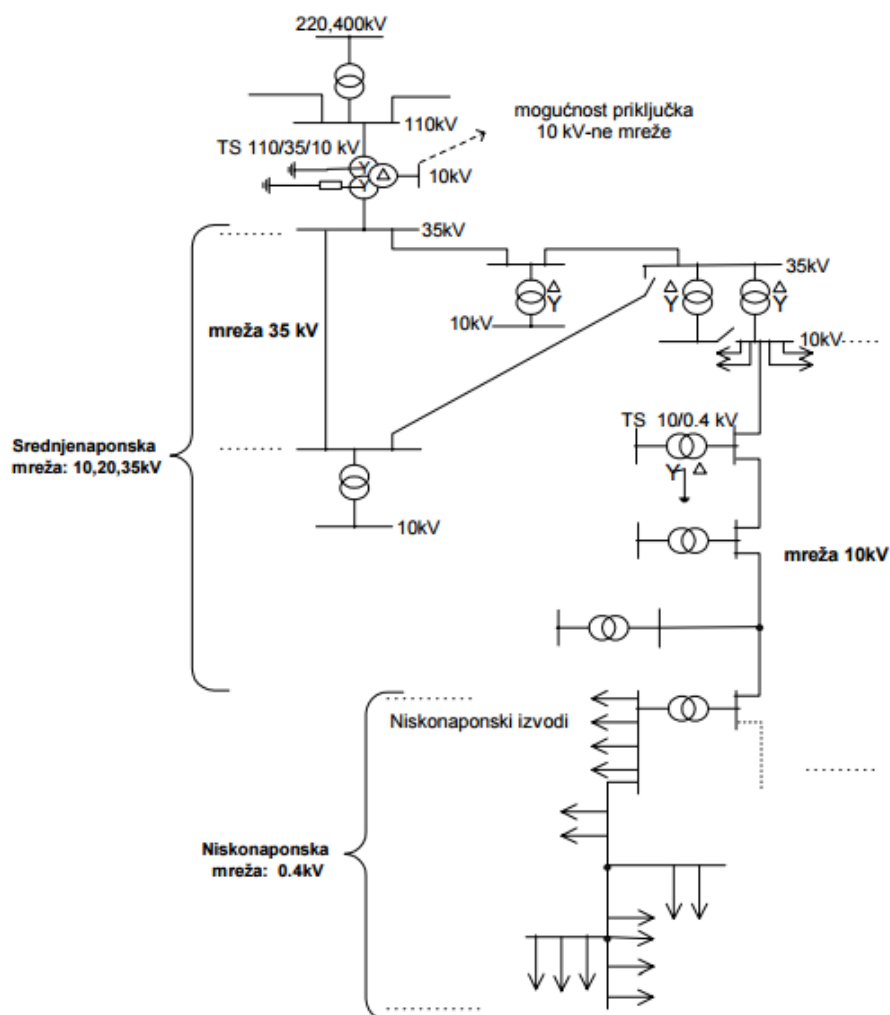 220,400kV
110kV
mogućnost priključka
10 kV-ne mreže
TS 110/35/10 kV
Y
Δ
Y
10kV
35kV
35kV
Δ
Y
Δ
Y
Δ
Y
10kV
10kV
mreža 35 kV
TS 10/0.4 kV
Srednjenaponska
mreža: 10,20,35kV
Y Δ
10kV
mreža 10kV
Niskonaponski izvodi
Niskonaponska
mreža: 0.4kV